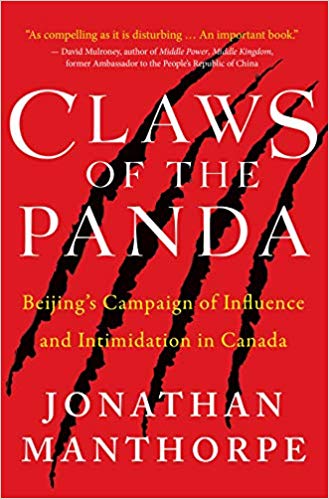 "As compelling as it is disturbing … An important book."
— David Mulroney, author of Middle Power, Middle Kingdom,
former Ambassador to the People's Republic of China
CLAWS
OF THE
PANDA
Beijing's Campaign of Influence
and Intimidation in Canada
JONATHAN
MANTHORPE